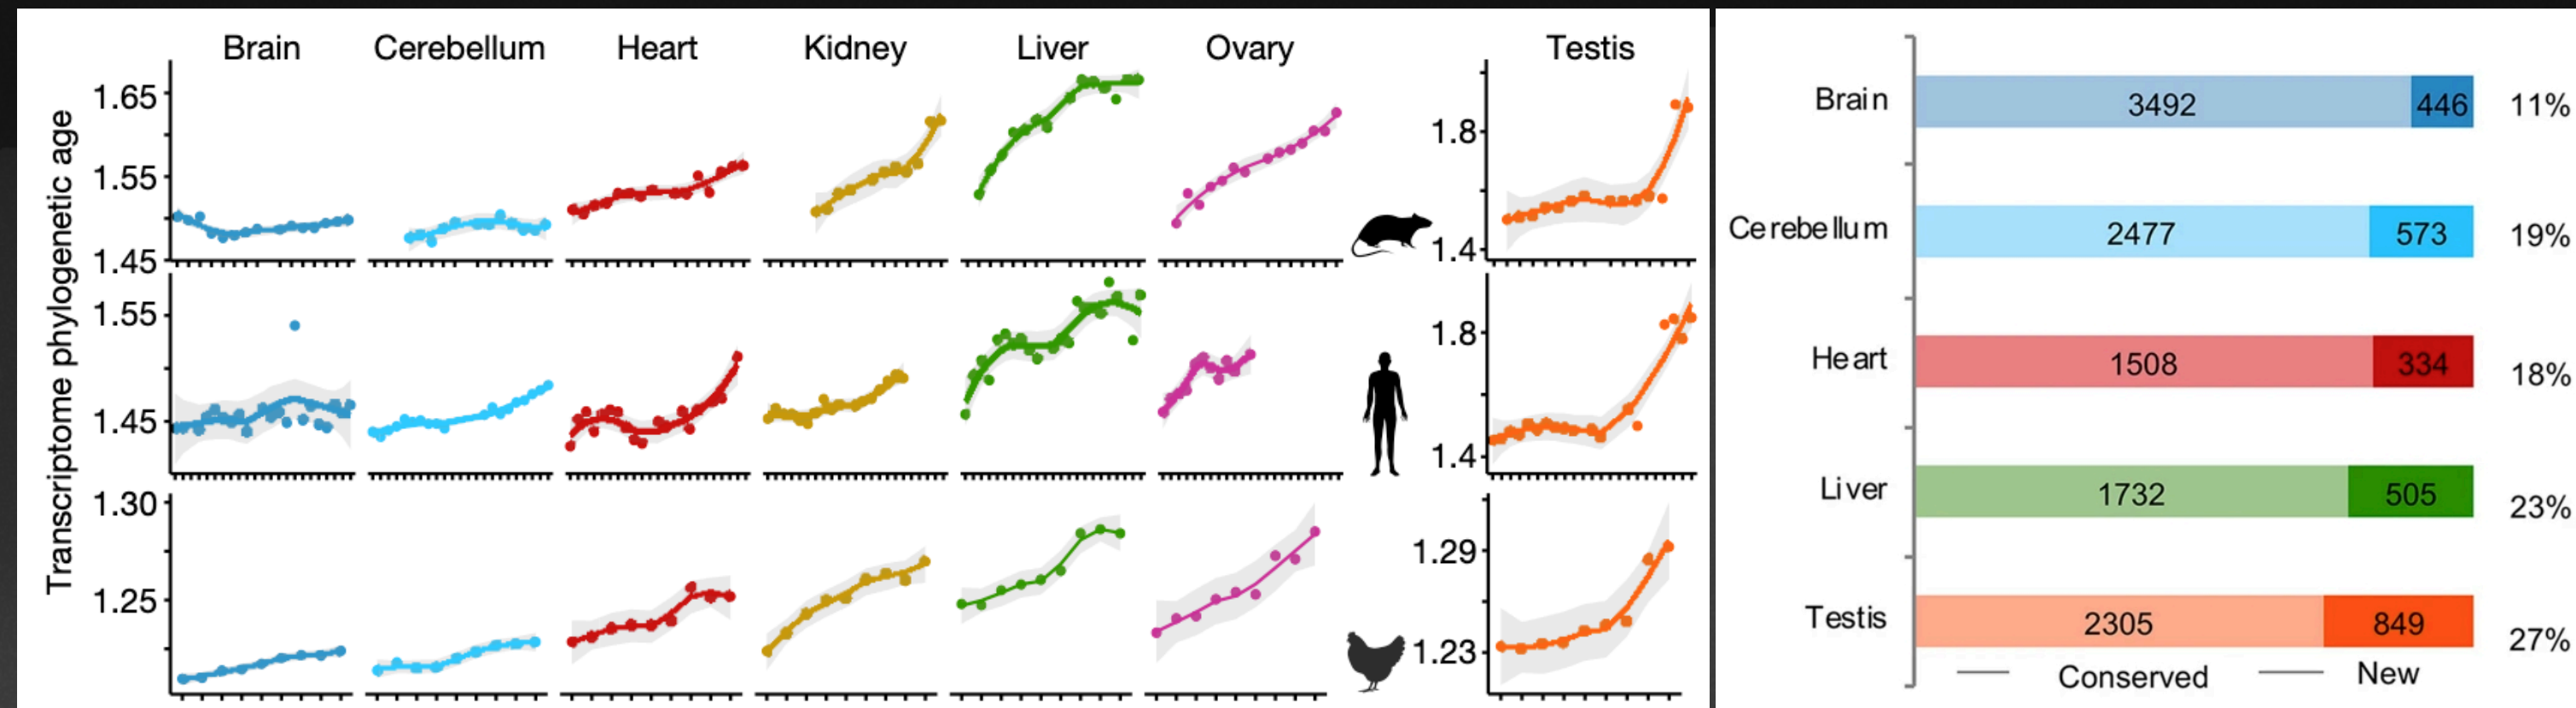 Brain Cerebellum Heart Kidney Liver Ovary Testis
Transcriptome phylogenetic age
1.65
1.55
1.45
1.8
1.4
1.55
1.45
1.8
1.4
1.30
1.25
1.29
1.23
Brain 3492 446 11%
Cerebellum 2477 573 19%
Heart 1508 334 18%
Liver 1732 505 23%
Testis 2305 849 27%
Conserved New